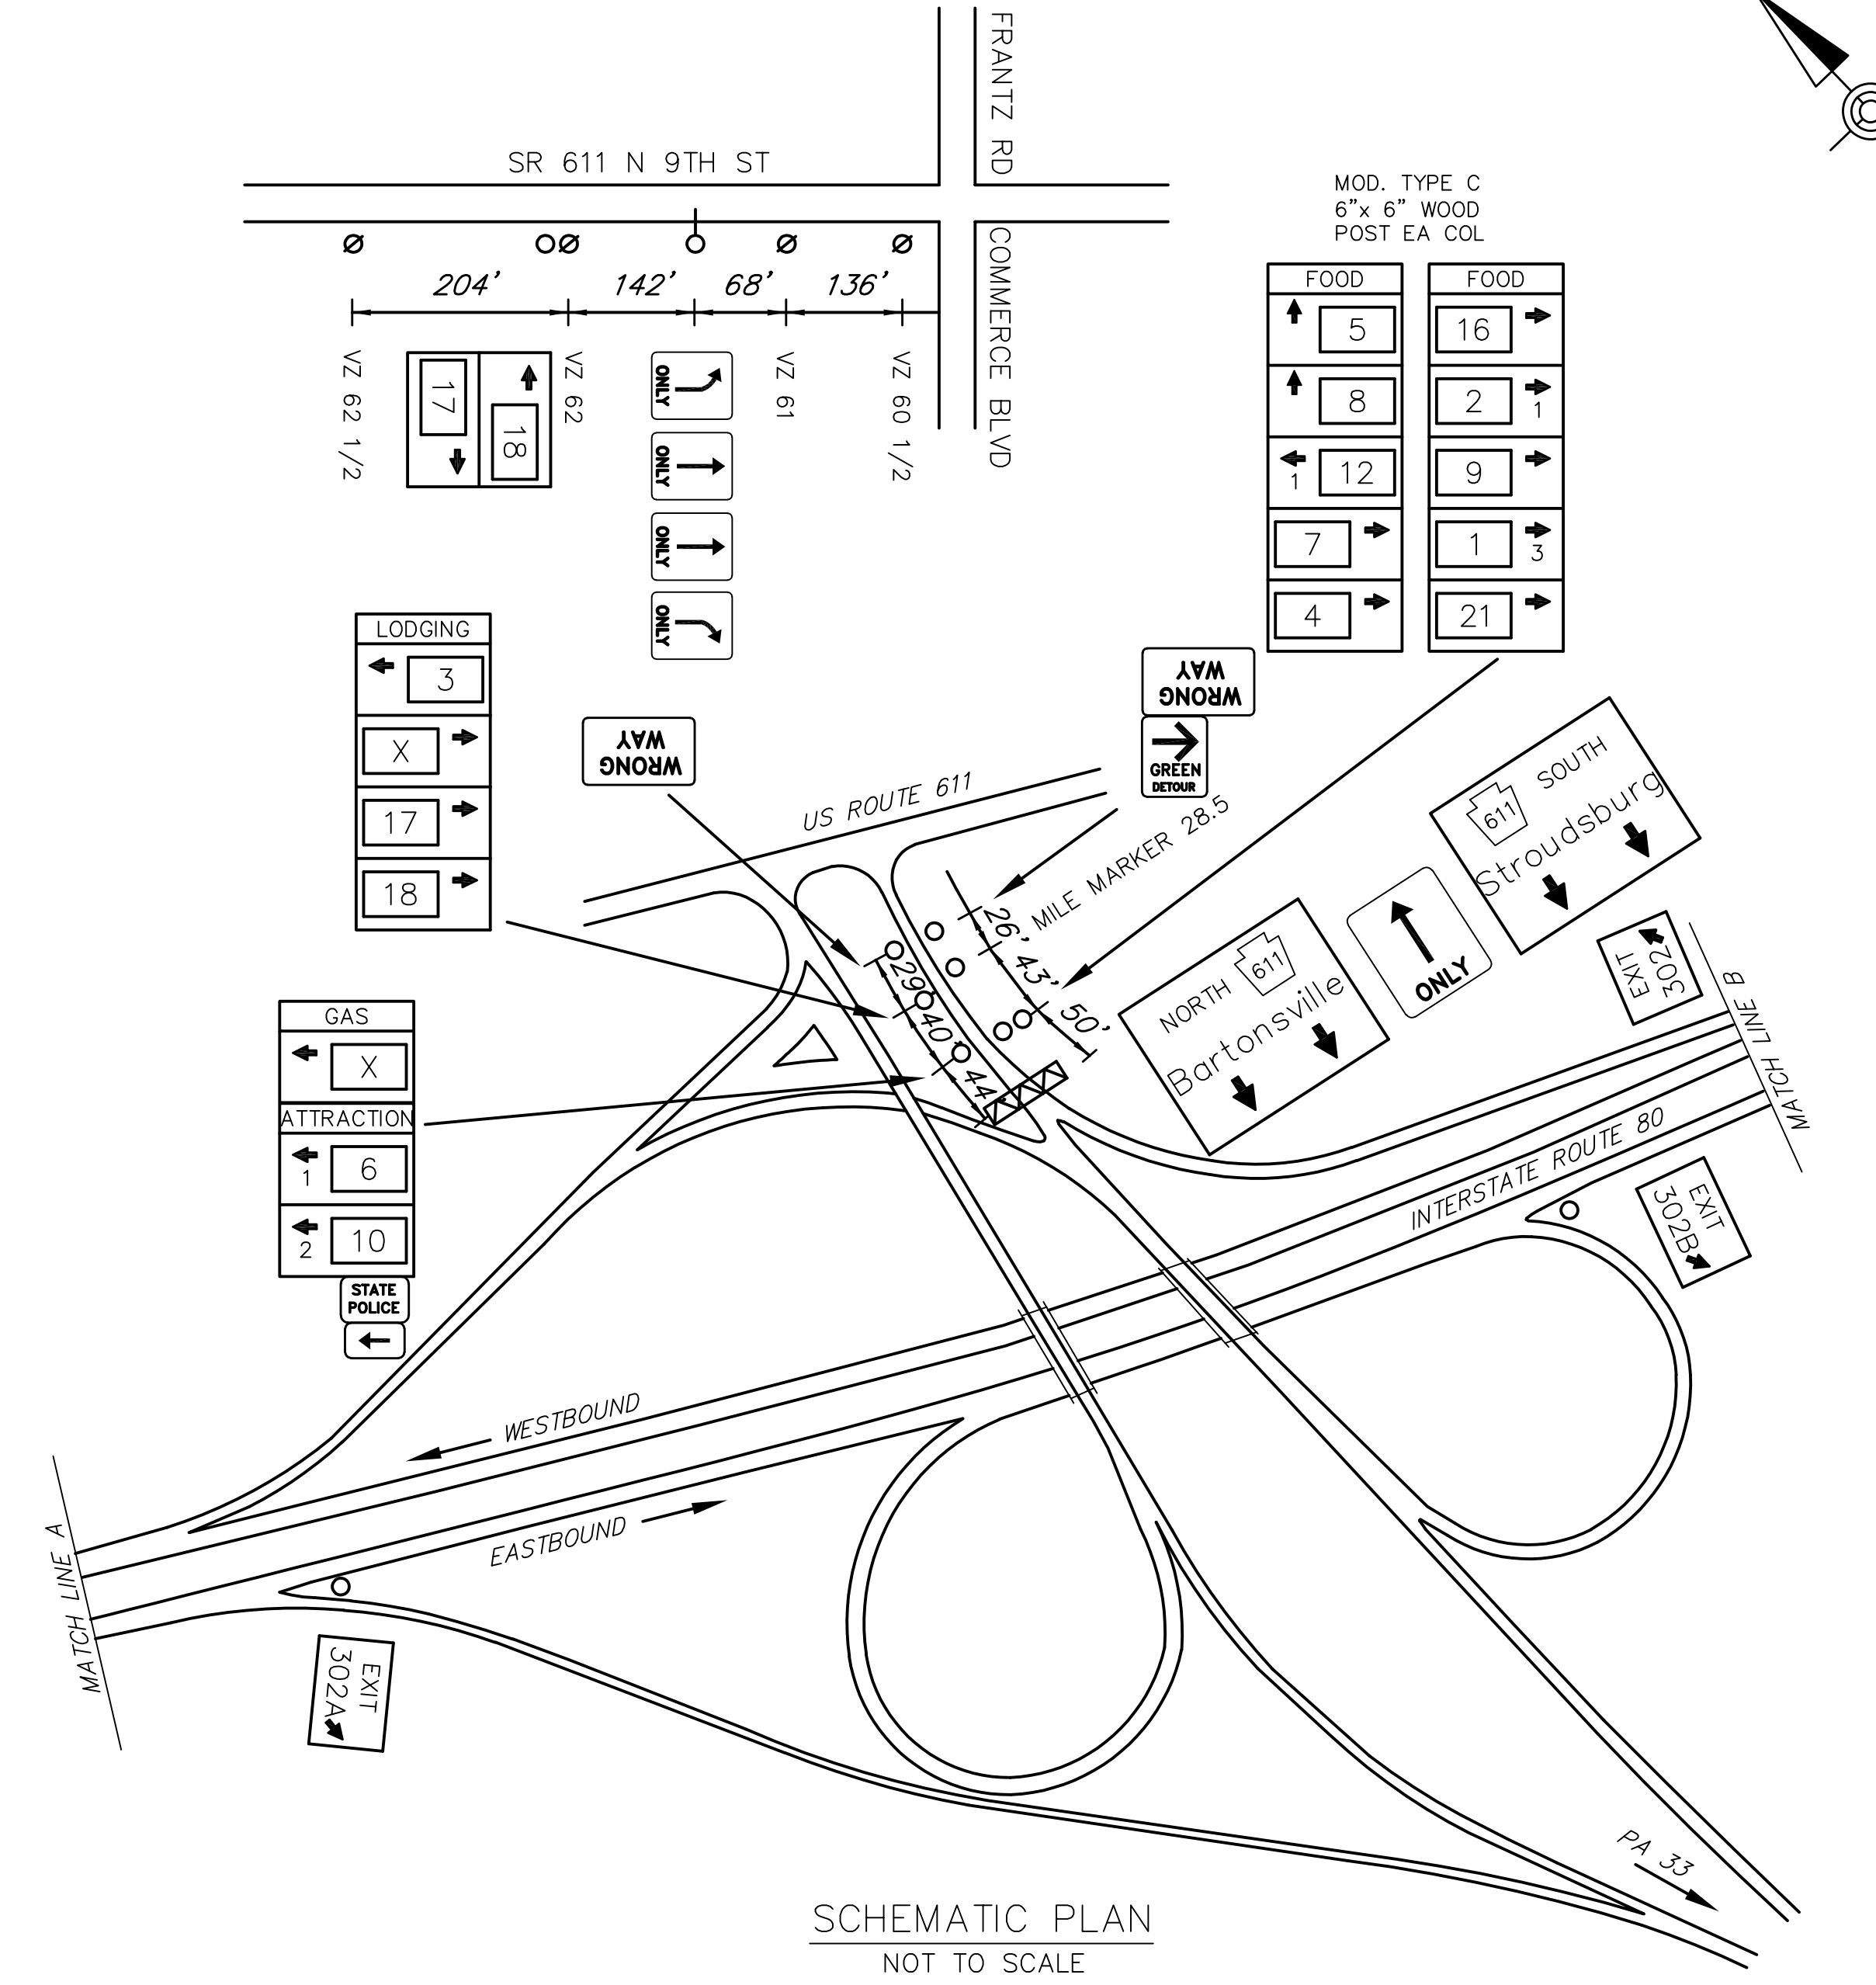 FRANTZ RD
SR 611 N 9TH ST
COMMERCE BLVD
204'
142'
68'
136'
VZ 62 1/2
VZ 62
VZ 61
VZ 60 1/2
17
18
ONLY
ONLY
ONLY
ONLY
MOD. TYPE C
6"x 6" WOOD
POST EA COL
FOOD
5
8
12
1
7
4
FOOD
16
2
1
9
1
3
21
LODGING
3
X
17
18
WRONG
WAY
WRONG
WAY
GREEN
DETOUR
US ROUTE 611
MILE MARKER 28.5
26'
43'
50'
29'
40'
44'
611 SOUTH
Stroudsburg
ONLY
NORTH 611
Bartonsville
EXIT
302
MATCH LINE B
GAS
X
ATTRACTION
6
1
10
2
STATE
POLICE
INTERSTATE ROUTE 80
EXIT
302B
WESTBOUND
EASTBOUND
MATCH LINE A
EXIT
302A
PA 33
SCHEMATIC PLAN
NOT TO SCALE